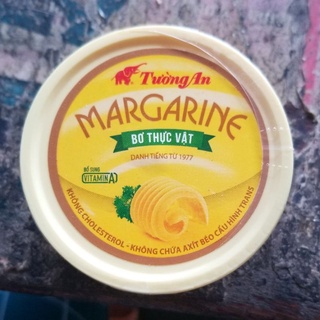 Tường An
MARGARINE
BƠ THỰC VẬT
DANH TIẾNG TỪ 1977
BỔ SUNG
VITAMIN A
KHÔNG CHOLESTEROL - KHÔNG CHỨA AXÍT BÉO CẤU HÌNH TRANS